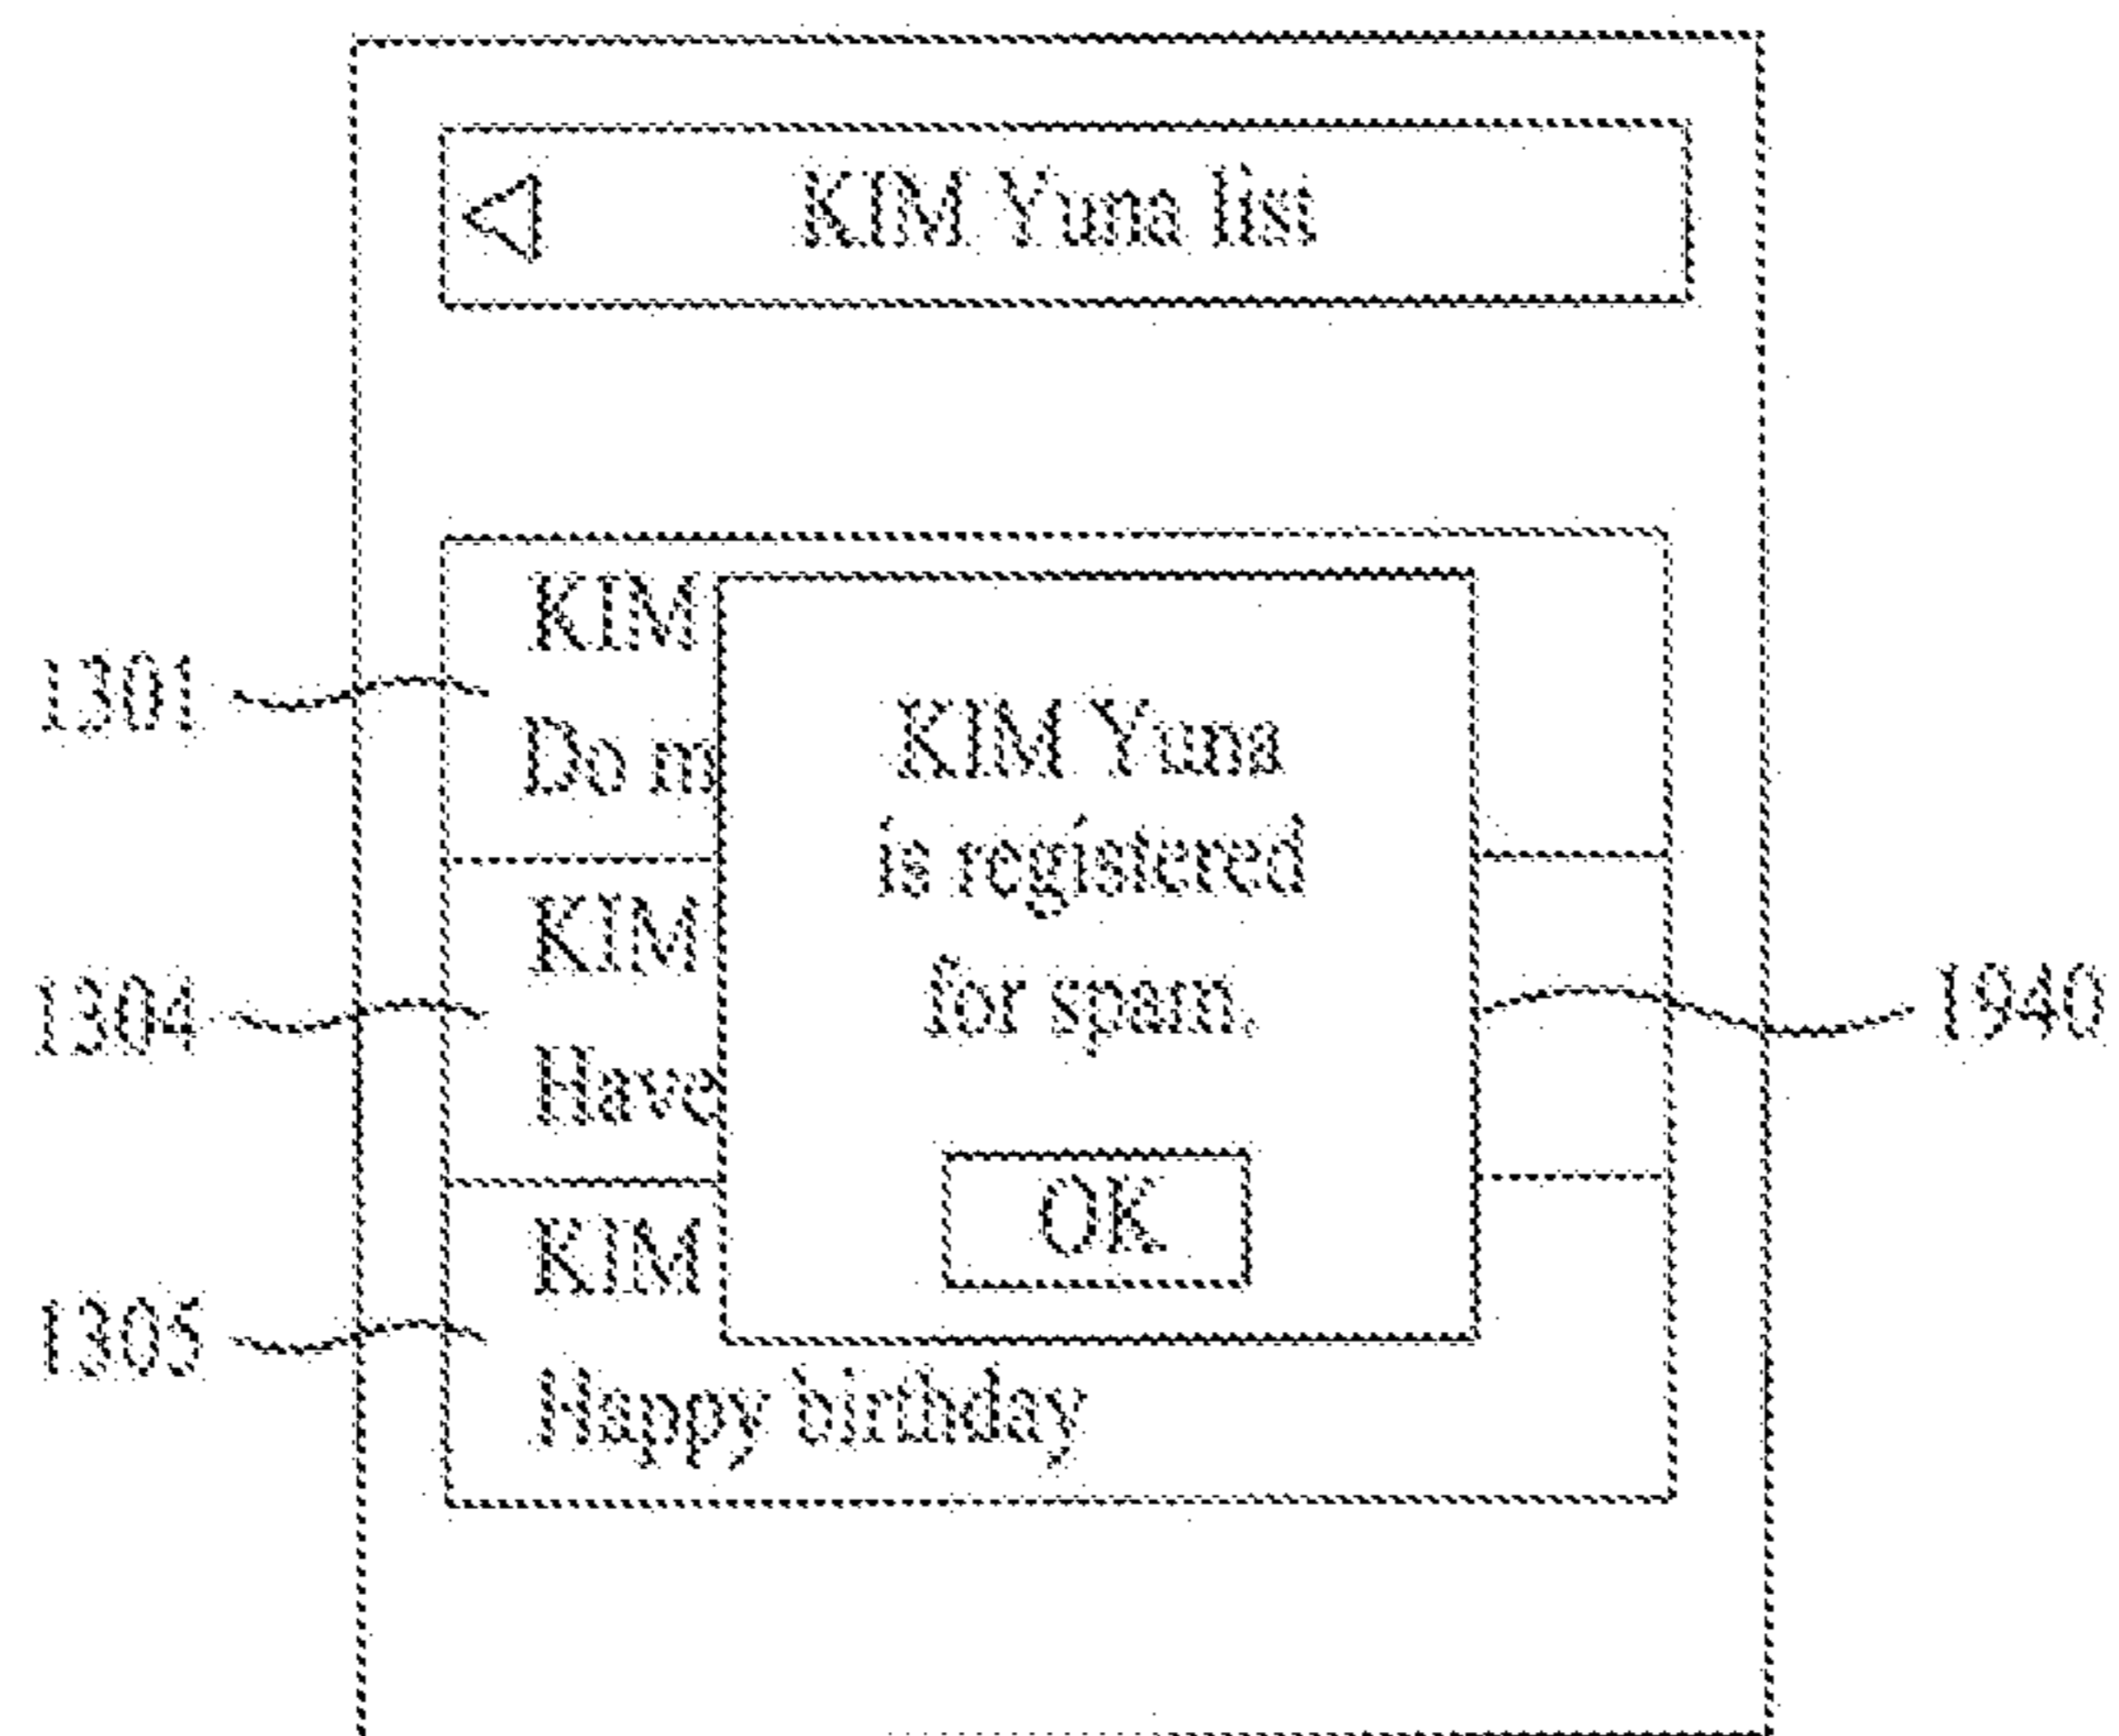 KIM Yuna list
KIM
1301
Do m
KIM Yuna
is registered
for spam.
KIM
1304
1940
Have
OK
KIM
1305
Happy birthday